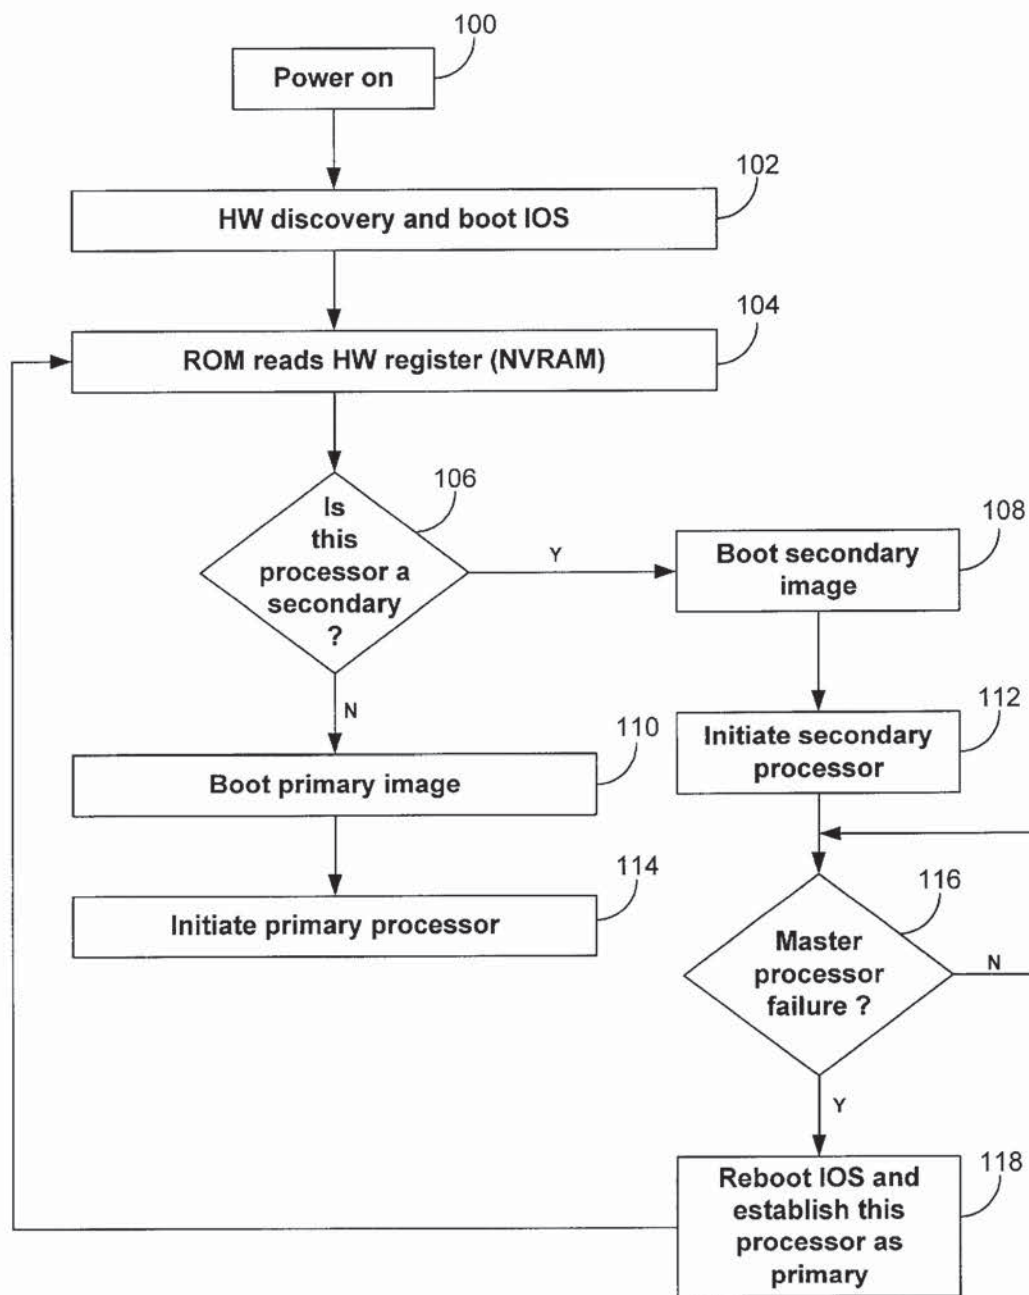 100
Power on
102
HW discovery and boot IOS
104
ROM reads HW register (NVRAM)
106
Is
this
processor a
secondary
?
Y
108
Boot secondary
image
N
110
Boot primary image
112
Initiate secondary
processor
114
Initiate primary processor
116
Master
processor
failure ?
N
Y
118
Reboot IOS and
establish this
processor as
primary